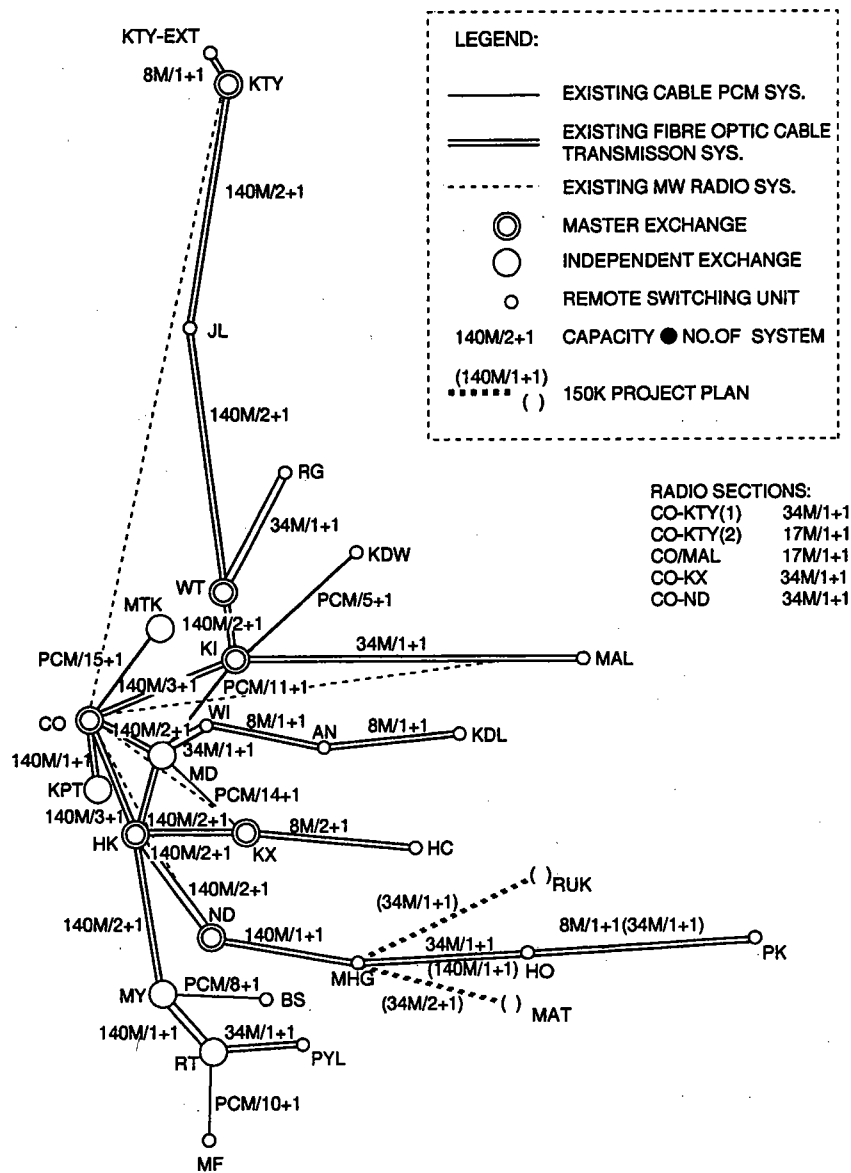 KTY-EXT
8M/1+1
KTY
140M/2+1
JL
140M/2+1
RG
34M/1+1
KDW
WT
140M/2+1
PCM/5+1
MTK
KI
34M/1+1
MAL
PCM/15+1
140M/3+1
PCM/11+1
CO
140M/2+1
WI
8M/1+1
AN
8M/1+1
KDL
34M/1+1
140M/1+1
MD
KPT
PCM/14+1
140M/3+1
140M/2+1
HK
KX
8M/2+1
HC
140M/2+1
140M/2+1
ND
(34M/1+1)
( )
RUK
140M/2+1
140M/1+1
34M/1+1
8M/1+1(34M/1+1)
PK
MHG
(140M/1+1)
HO
(34M/2+1)
( )
MAT
MY
PCM/8+1
BS
140M/1+1
34M/1+1
RT
PYL
PCM/10+1
MF
LEGEND:
EXISTING CABLE PCM SYS.
EXISTING FIBRE OPTIC CABLE
TRANSMISSON SYS.
EXISTING MW RADIO SYS.
MASTER EXCHANGE
INDEPENDENT EXCHANGE
REMOTE SWITCHING UNIT
140M/2+1 CAPACITY ● NO.OF SYSTEM
(140M/1+1)
( ) 150K PROJECT PLAN
RADIO SECTIONS:
CO-KTY(1) 34M/1+1
CO-KTY(2) 17M/1+1
CO/MAL 17M/1+1
CO-KX 34M/1+1
CO-ND 34M/1+1